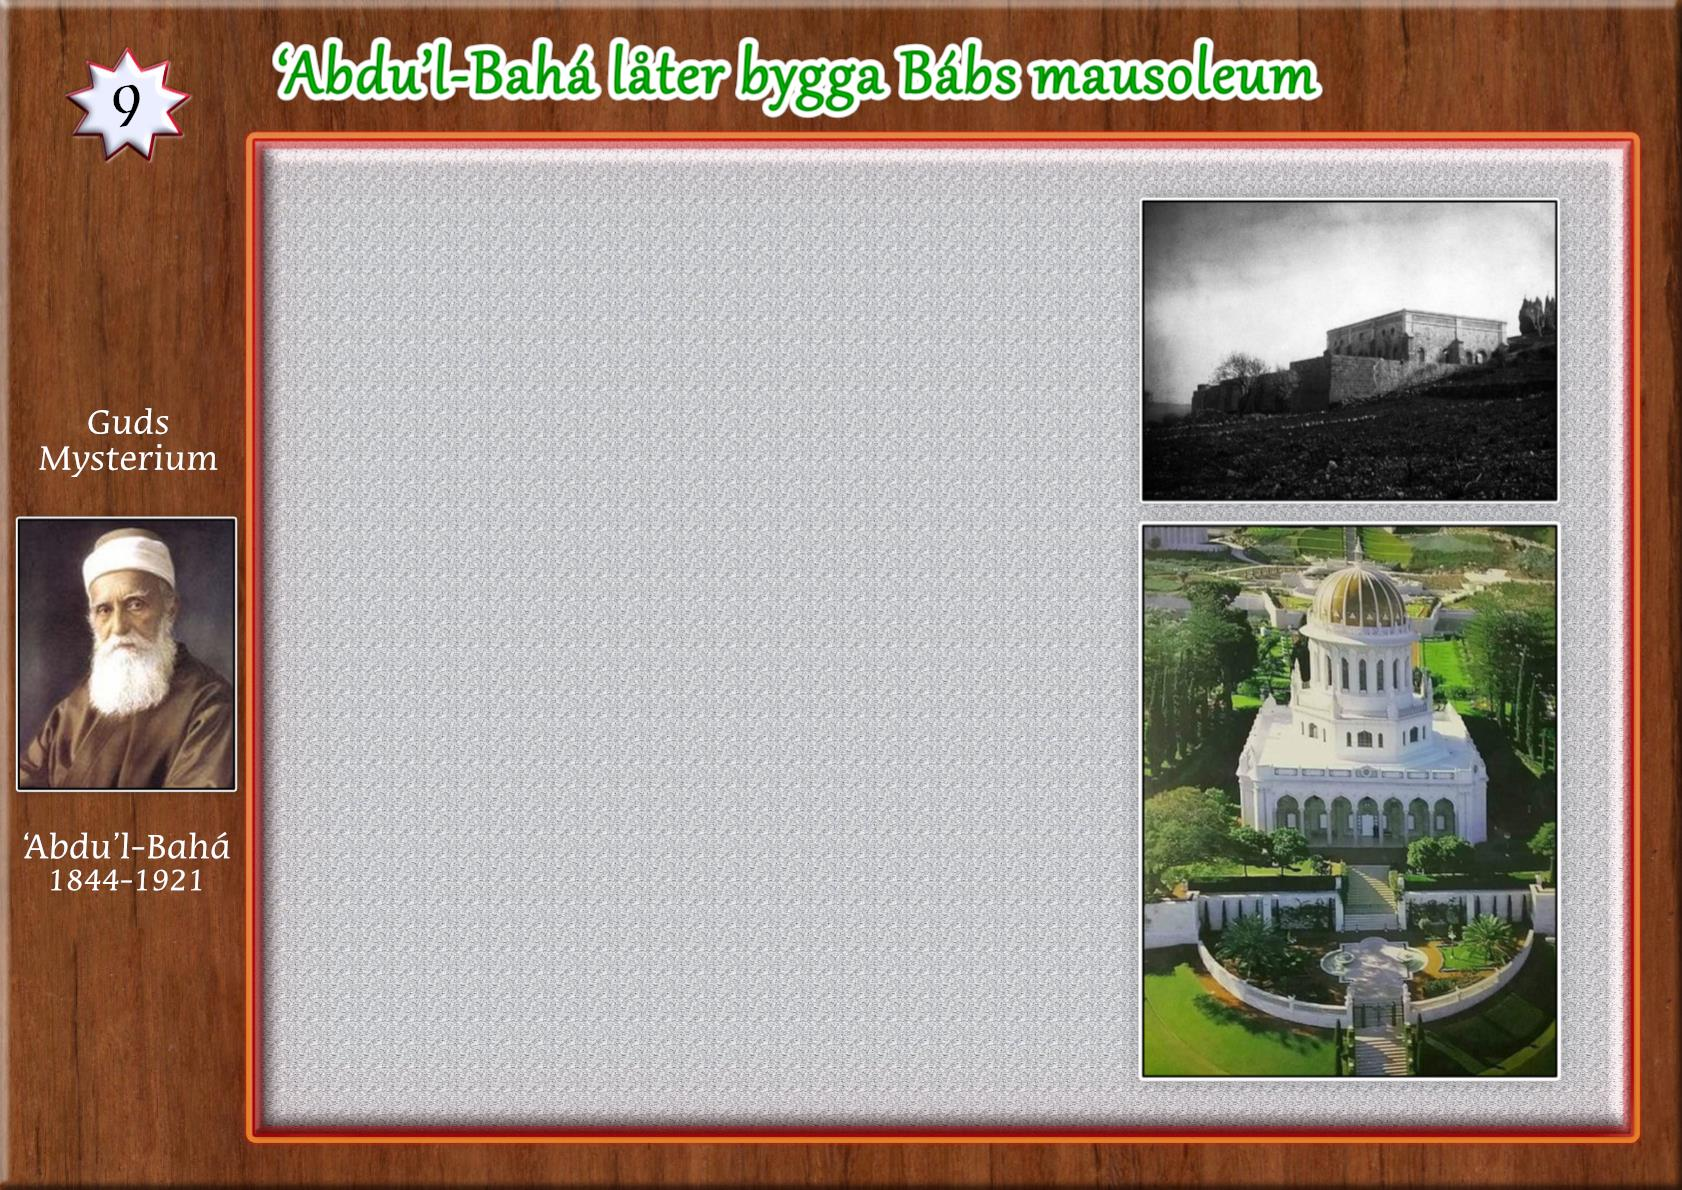 9
‘Abdu’l-Bahá låter bygga Bábs mausoleum
Guds
Mysterium
‘Abdu’l-Bahá
1844-1921